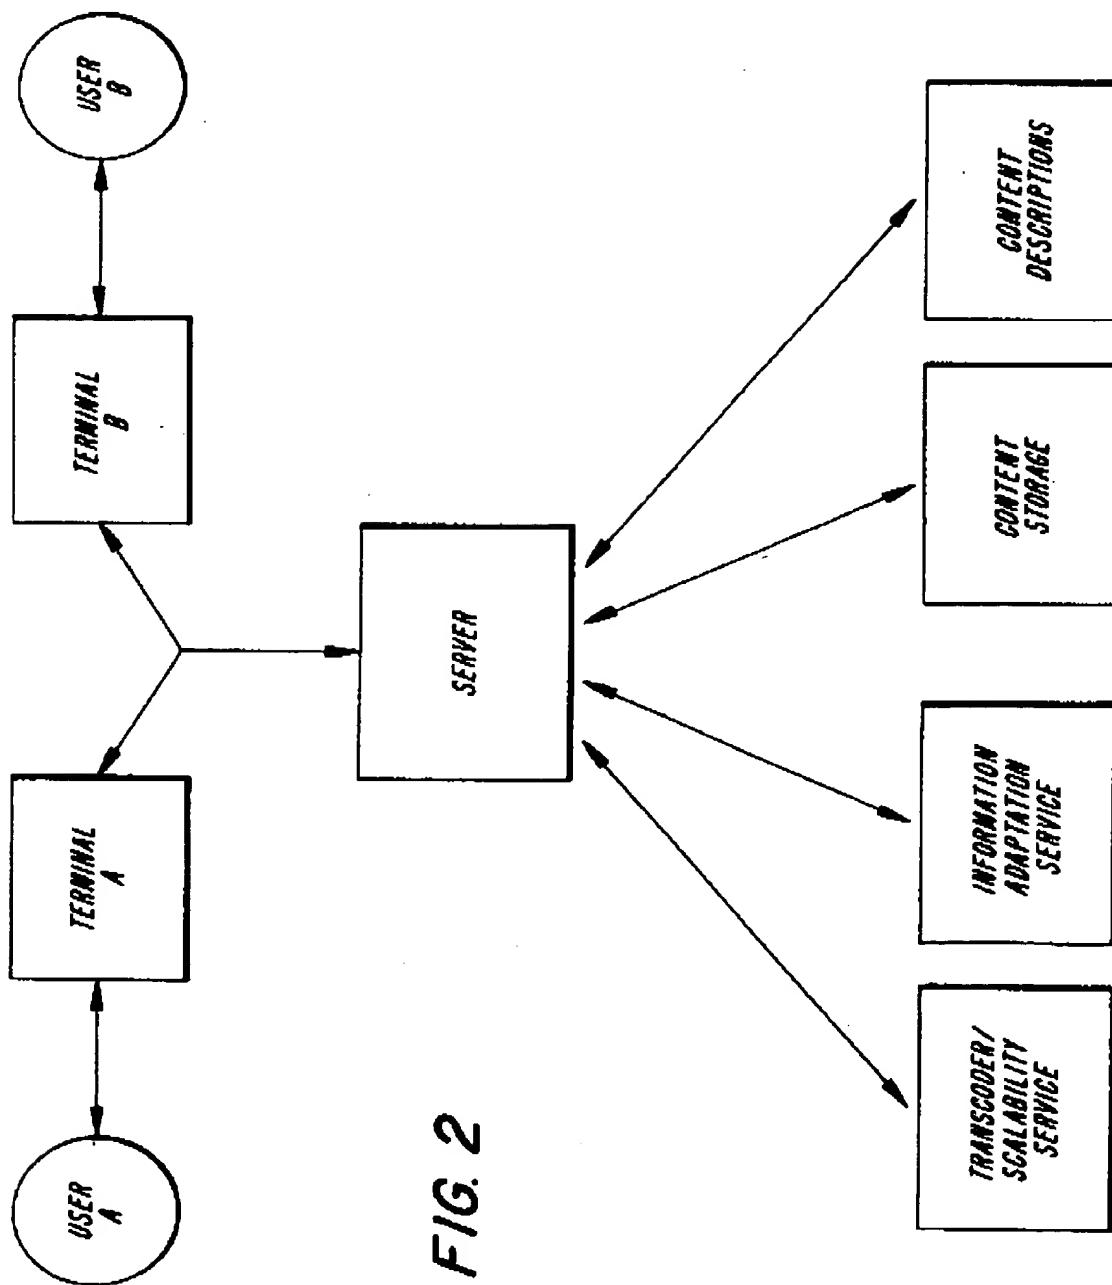 USER
A
TERMINAL
A
TERMINAL
B
USER
B
SERVER
FIG. 2
TRANSCODER/
SCALABILITY
SERVICE
INFORMATION
ADAPTATION
SERVICE
CONTENT
STORAGE
CONTENT
DESCRIPTIONS